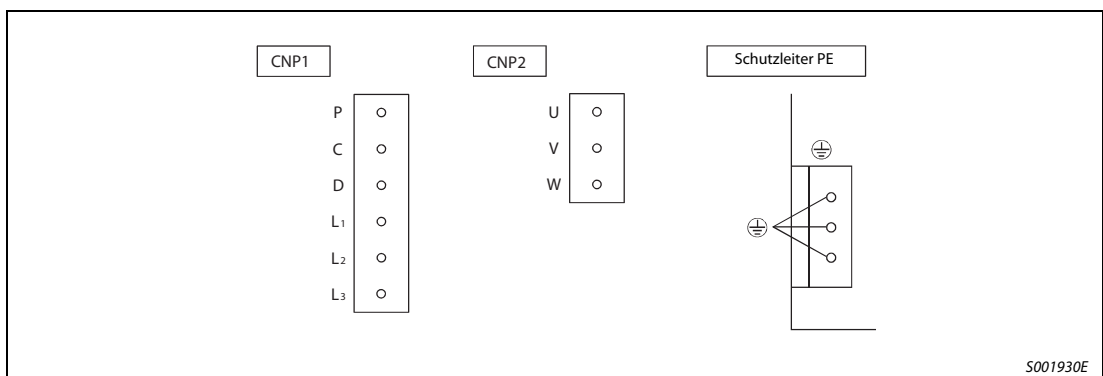 CNP1
CNP2
Schutzleiter PE
P
C
D
L1
L2
L3
U
V
W
S001930E